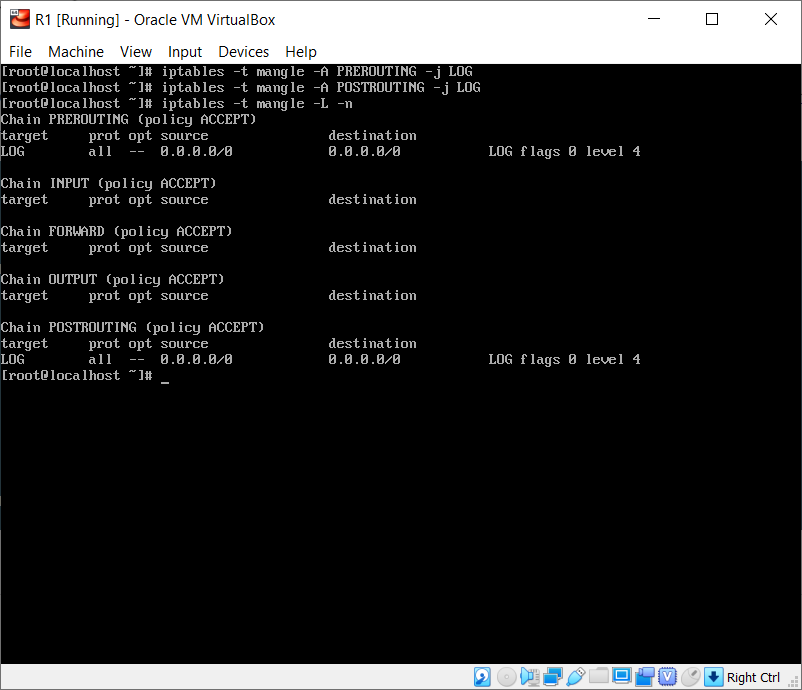 R1 [Running] - Oracle VM VirtualBox
File Machine View Input Devices Help
[root@localhost ~]# iptables -t mangle -A PREROUTING -j LOG
[root@localhost ~]# iptables -t mangle -A POSTROUTING -j LOG
[root@localhost ~]# iptables -t mangle -L -n
Chain PREROUTING (policy ACCEPT)
target     prot opt source               destination
LOG        all  --  0.0.0.0/0            0.0.0.0/0           LOG flags 0 level 4
Chain INPUT (policy ACCEPT)
target     prot opt source               destination
Chain FORWARD (policy ACCEPT)
target     prot opt source               destination
Chain OUTPUT (policy ACCEPT)
target     prot opt source               destination
Chain POSTROUTING (policy ACCEPT)
target     prot opt source               destination
LOG        all  --  0.0.0.0/0            0.0.0.0/0           LOG flags 0 level 4
[root@localhost ~]# _
Right Ctrl